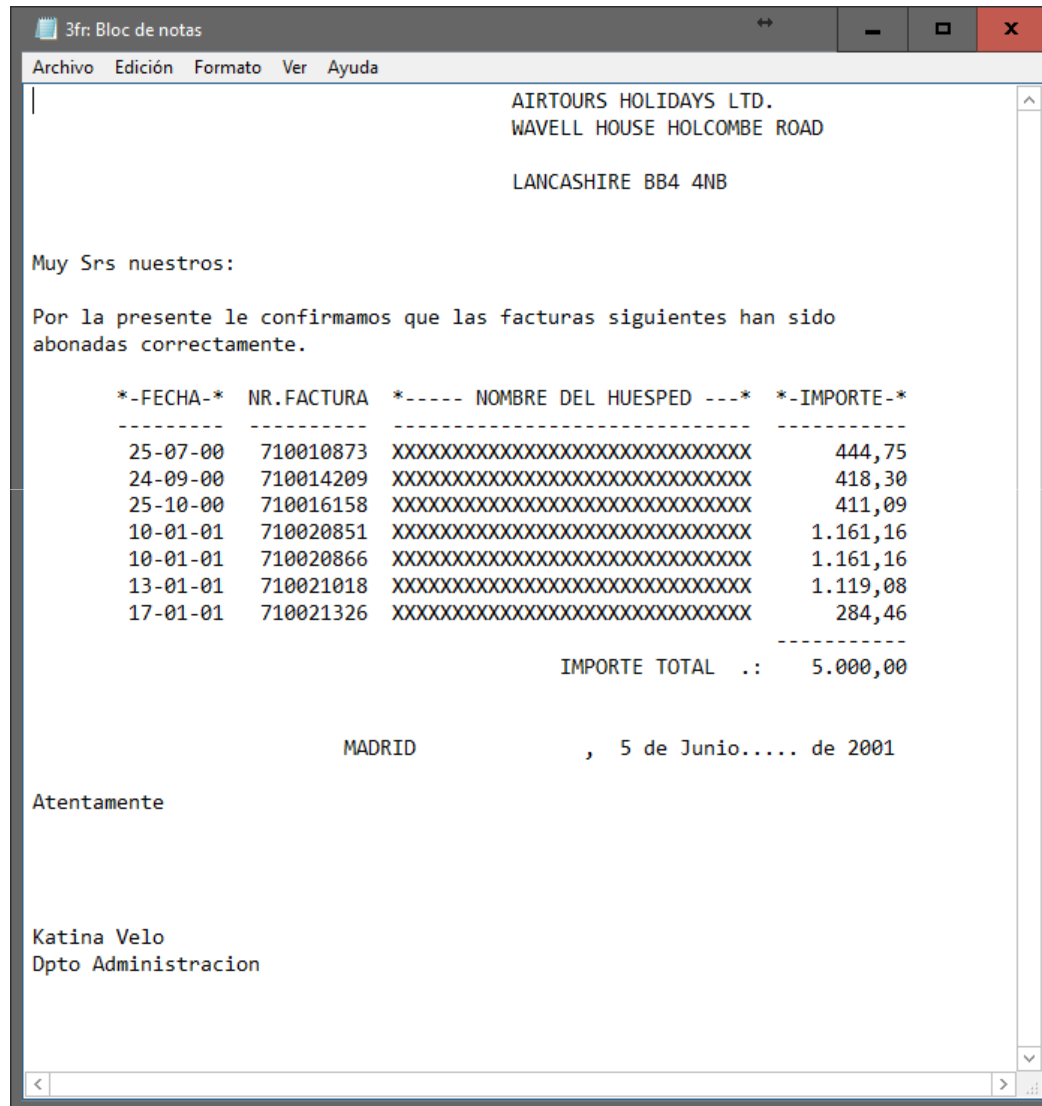 3fr: Bloc de notas
Archivo Edición Formato Ver Ayuda
AIRTOURS HOLIDAYS LTD.
WAVELL HOUSE HOLCOMBE ROAD
LANCASHIRE BB4 4NB
Muy Srs nuestros:
Por la presente le confirmamos que las facturas siguientes han sido
abonadas correctamente.
*-FECHA-* NR.FACTURA *----- NOMBRE DEL HUESPED ---* *-IMPORTE-*
--------- ---------- ------------------------------ -----------
25-07-00 710010873 XXXXXXXXXXXXXXXXXXXXXXXXXXXXXX 444,75
24-09-00 710014209 XXXXXXXXXXXXXXXXXXXXXXXXXXXXXX 418,30
25-10-00 710016158 XXXXXXXXXXXXXXXXXXXXXXXXXXXXXX 411,09
10-01-01 710020851 XXXXXXXXXXXXXXXXXXXXXXXXXXXXXX 1.161,16
10-01-01 710020866 XXXXXXXXXXXXXXXXXXXXXXXXXXXXXX 1.161,16
13-01-01 710021018 XXXXXXXXXXXXXXXXXXXXXXXXXXXXXX 1.119,08
17-01-01 710021326 XXXXXXXXXXXXXXXXXXXXXXXXXXXXXX 284,46
-----------
IMPORTE TOTAL .: 5.000,00
MADRID , 5 de Junio..... de 2001
Atentamente
Katina Velo
Dpto Administracion